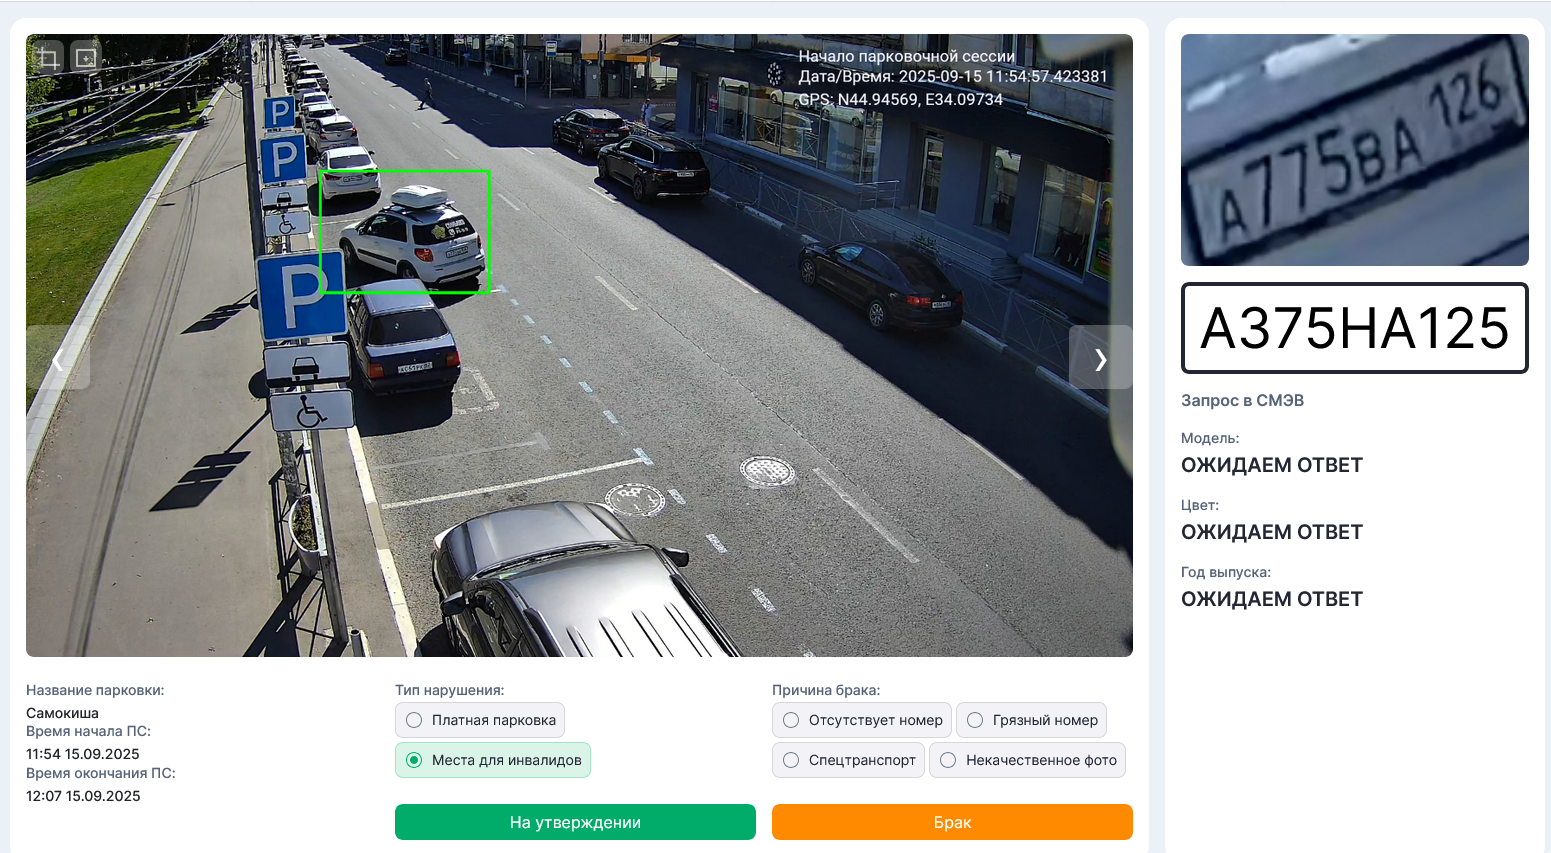 Начало парковочной сессии
Дата/Время: 2025-09-15 11:54:57.423381
GPS: N44.94569, E34.09734
P
P
P
А775ВА 126
А375НА125
Запрос в СМЭВ
Модель:
ОЖИДАЕМ ОТВЕТ
Цвет:
ОЖИДАЕМ ОТВЕТ
Год выпуска:
ОЖИДАЕМ ОТВЕТ
Название парковки:
Самокиша
Время начала ПС:
11:54 15.09.2025
Время окончания ПС:
12:07 15.09.2025
Тип нарушения:
Платная парковка
Места для инвалидов
На утверждении
Причина брака:
Отсутствует номер
Грязный номер
Спецтранспорт
Некачественное фото
Брак